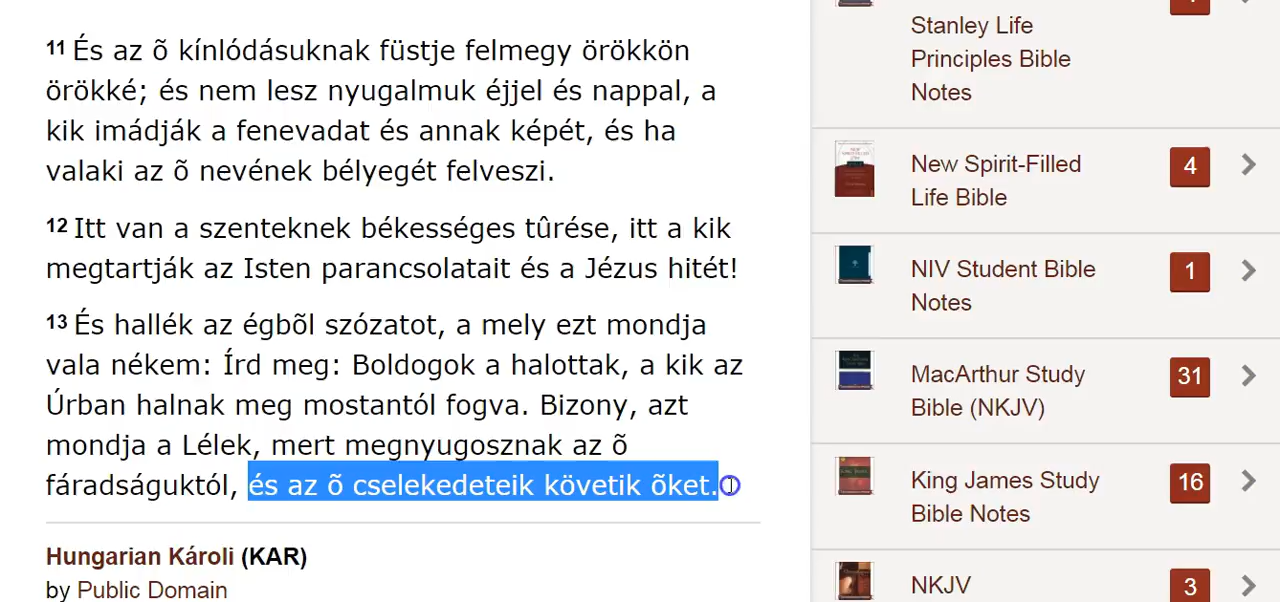 11 És az õ kínlódásuknak füstje felmegy örökkön
örökké; és nem lesz nyugalmuk éjjel és nappal, a
kik imádják a fenevadat és annak képét, és ha
valaki az õ nevének bélyegét felveszi.
12 Itt van a szenteknek békességes tûrése, itt a kik
megtartják az Isten parancsolatait és a Jézus hitét!
13 És hallék az égbõl szózatot, a mely ezt mondja
vala nékem: Írd meg: Boldogok a halottak, a kik az
Úrban halnak meg mostantól fogva. Bizony, azt
mondja a Lélek, mert megnyugosznak az õ
fáradságuktól, és az õ cselekedeteik követik õket.
Hungarian Károli (KAR)
by Public Domain
Stanley Life
Principles Bible
Notes
New Spirit-Filled
Life Bible
4
NIV Student Bible
Notes
1
MacArthur Study
Bible (NKJV)
31
King James Study
Bible Notes
16
NKJV
3